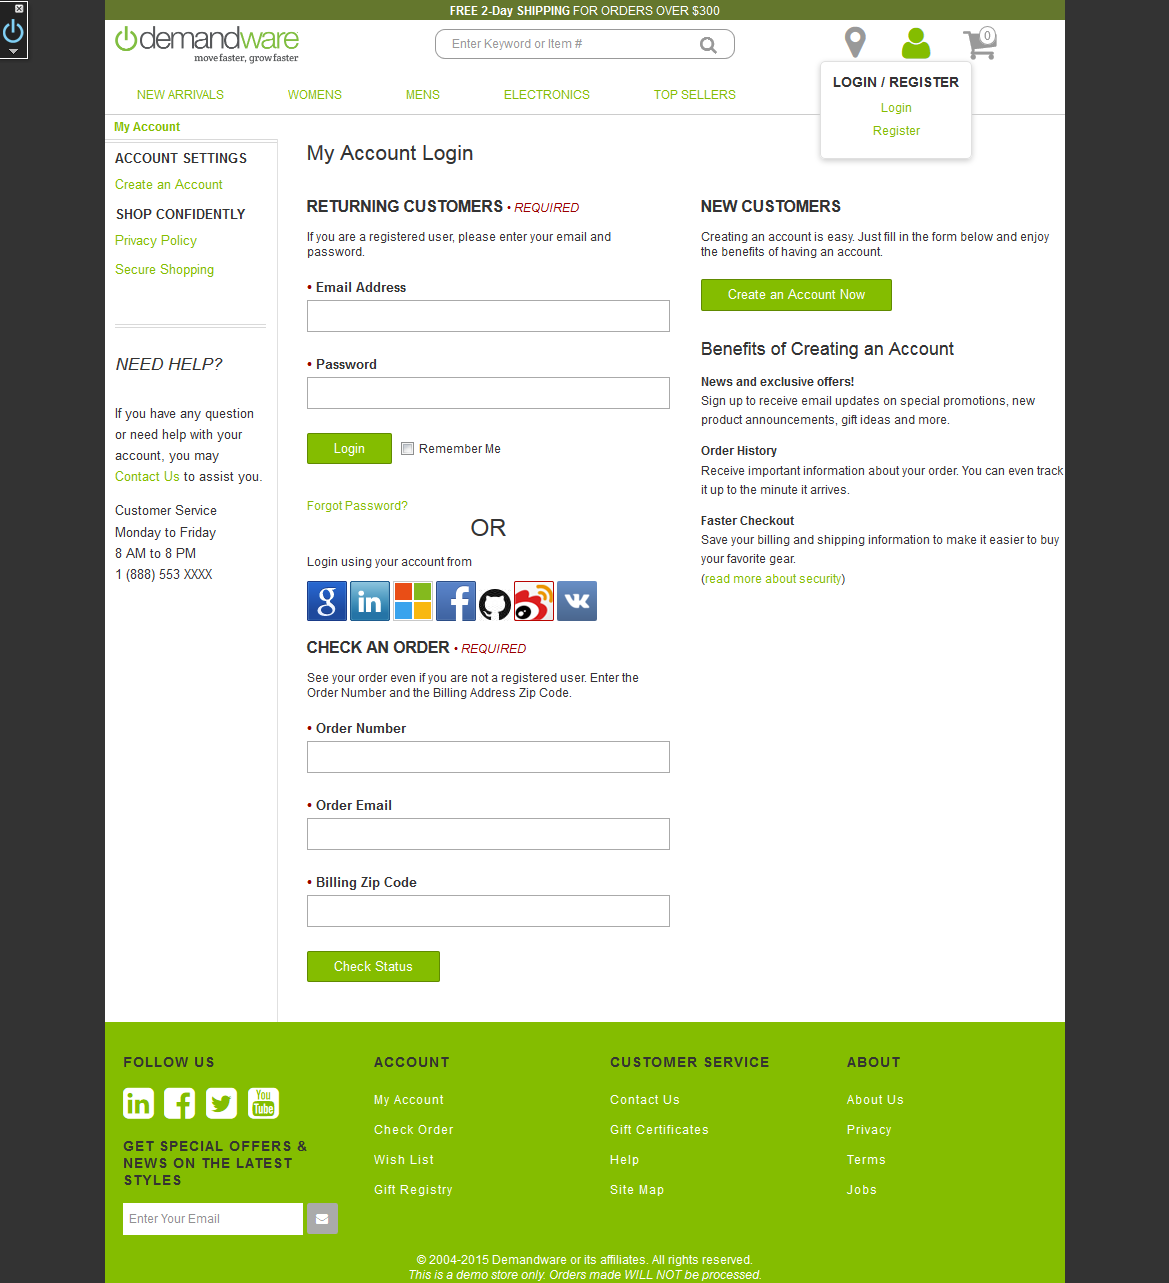 FREE 2-Day SHIPPING FOR ORDERS OVER $300
demandware
move faster, grow faster
Enter Keyword or Item #
0
NEW ARRIVALS
WOMENS
MENS
ELECTRONICS
TOP SELLERS
LOGIN / REGISTER
Login
Register
My Account
ACCOUNT SETTINGS
Create an Account
SHOP CONFIDENTLY
Privacy Policy
Secure Shopping
NEED HELP?
If you have any question
or need help with your
account, you may
Contact Us to assist you.
Customer Service
Monday to Friday
8 AM to 8 PM
1 (888) 553 XXXX
My Account Login
RETURNING CUSTOMERS • REQUIRED
If you are a registered user, please enter your email and
password.
• Email Address
• Password
Login
Remember Me
Forgot Password?
OR
Login using your account from
g
in
f
VK
CHECK AN ORDER • REQUIRED
See your order even if you are not a registered user. Enter the
Order Number and the Billing Address Zip Code.
• Order Number
• Order Email
• Billing Zip Code
Check Status
NEW CUSTOMERS
Creating an account is easy. Just fill in the form below and enjoy
the benefits of having an account.
Create an Account Now
Benefits of Creating an Account
News and exclusive offers!
Sign up to receive email updates on special promotions, new
product announcements, gift ideas and more.
Order History
Receive important information about your order. You can even track
it up to the minute it arrives.
Faster Checkout
Save your billing and shipping information to make it easier to buy
your favorite gear.
(read more about security)
FOLLOW US
in
f
You
Tube
GET SPECIAL OFFERS &
NEWS ON THE LATEST
STYLES
Enter Your Email
ACCOUNT
My Account
Check Order
Wish List
Gift Registry
CUSTOMER SERVICE
Contact Us
Gift Certificates
Help
Site Map
ABOUT
About Us
Privacy
Terms
Jobs
© 2004-2015 Demandware or its affiliates. All rights reserved.
This is a demo store only. Orders made WILL NOT be processed.